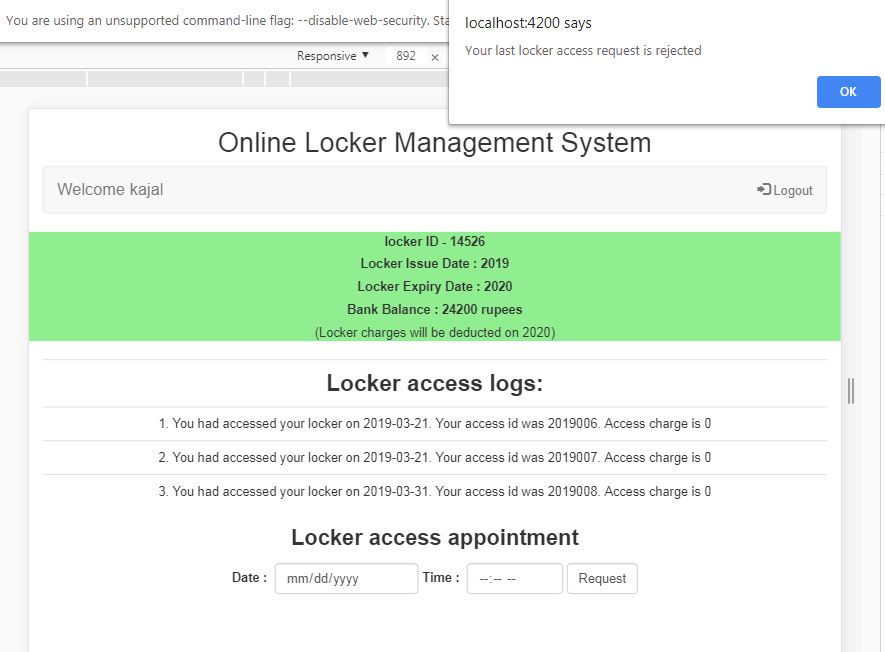 You are using an unsupported command-line flag: --disable-web-security. Sta
localhost:4200 says
Your last locker access request is rejected
OK
Responsive ▼ 892 ×
Online Locker Management System
Welcome kajal
Logout
locker ID - 14526
Locker Issue Date : 2019
Locker Expiry Date : 2020
Bank Balance : 24200 rupees
(Locker charges will be deducted on 2020)
Locker access logs:
1. You had accessed your locker on 2019-03-21. Your access id was 2019006. Access charge is 0
2. You had accessed your locker on 2019-03-21. Your access id was 2019007. Access charge is 0
3. You had accessed your locker on 2019-03-31. Your access id was 2019008. Access charge is 0
Locker access appointment
Date : mm/dd/yyyy Time : --:-- -- Request